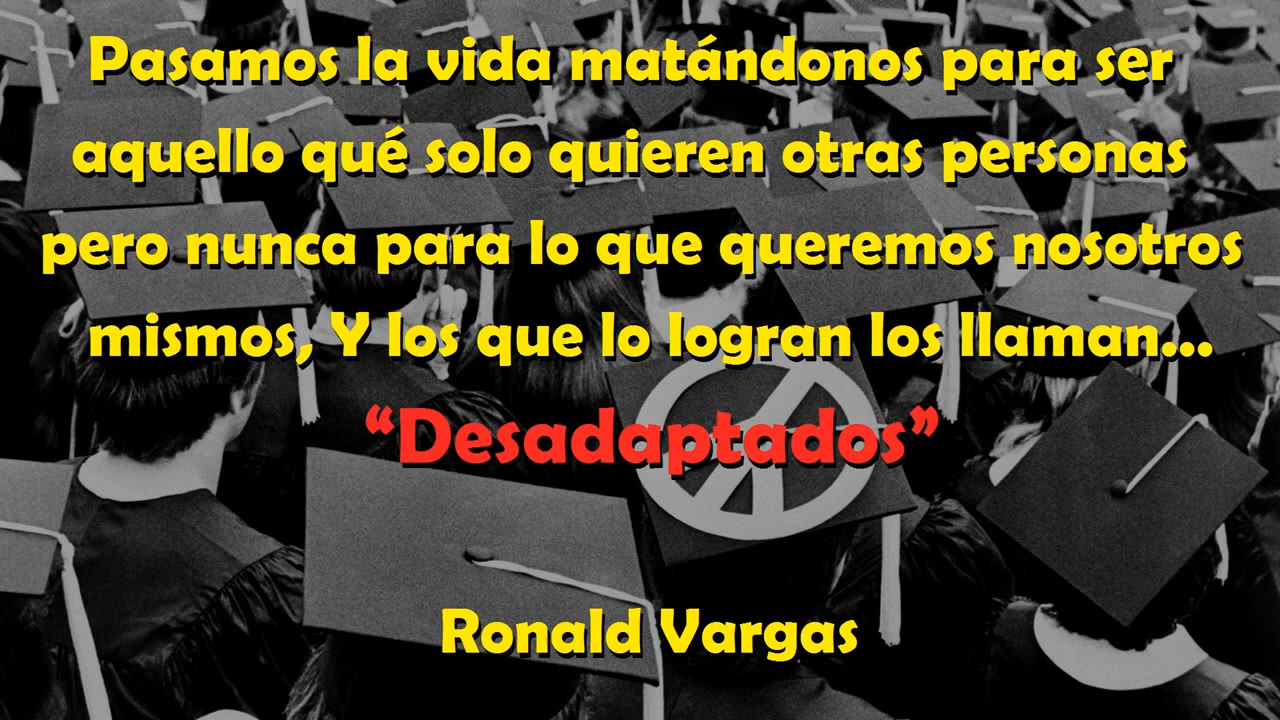 Pasamos la vida matándonos para ser
aquello qué solo quieren otras personas
pero nunca para lo que queremos nosotros
mismos, Y los que lo logran los llaman...
“Desadaptados”
Ronald Vargas